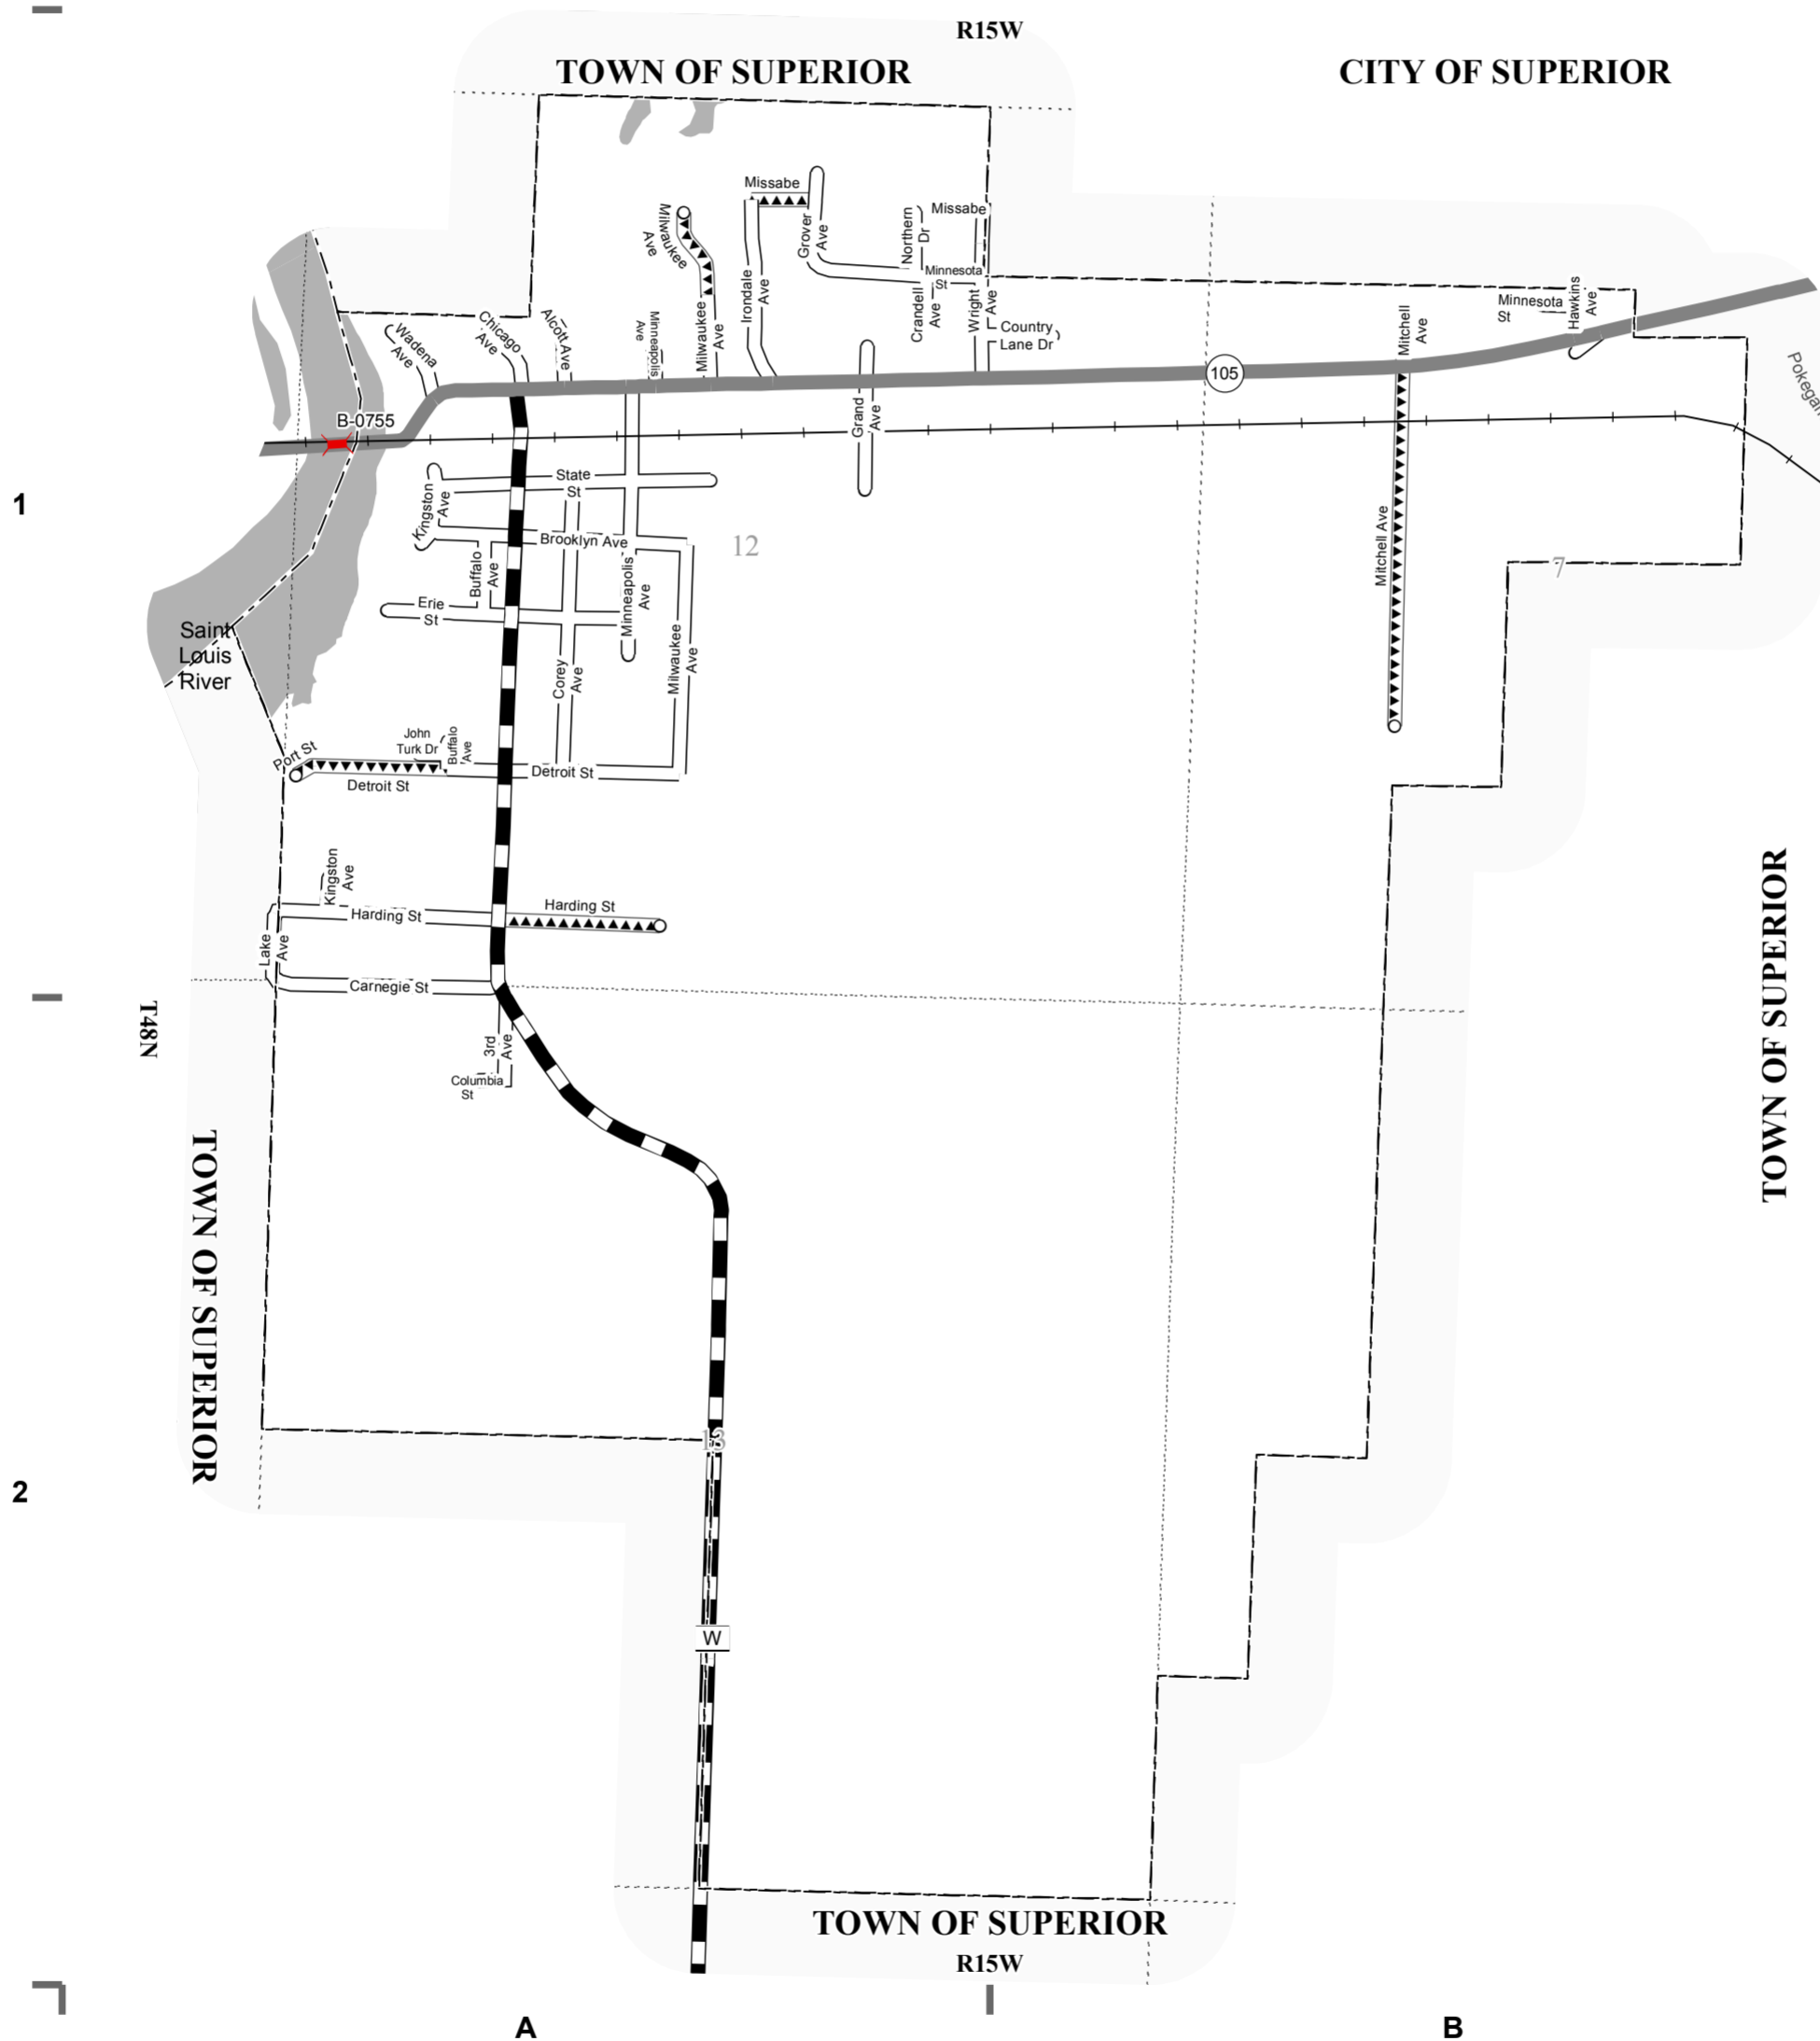 R15W
TOWN OF SUPERIOR
CITY OF SUPERIOR
Missabe
Milwaukee
Ave
Grover
Ave
Northern
Dr
Missabe
Irondale
Ave
Minnesota
St
Crandell
Ave
Wright
Ave
Country
Lane Dr
Minnesota
St
Hawkins
Ave
Mitchell
Ave
Wadena
Ave
Chicago
Ave
Alcott Ave
Minneapolis
Ave
Milwaukee
Ave
105
B-0755
Grand
Ave
1
State
St
Kingston
Ave
Brooklyn Ave
12
7
Buffalo
Ave
Erie
St
Minneapolis
Ave
Mitchell Ave
Saint
Louis
River
Corey
Ave
Milwaukee
Ave
Port St
John
Turk Dr
Buffalo
Ave
Detroit St
Detroit St
Kingston
Ave
Harding St
Harding St
Lake
Ave
Carnegie St
T48N
3rd
Ave
Columbia
St
TOWN OF SUPERIOR
TOWN OF SUPERIOR
13
2
W
TOWN OF SUPERIOR
R15W
A
B